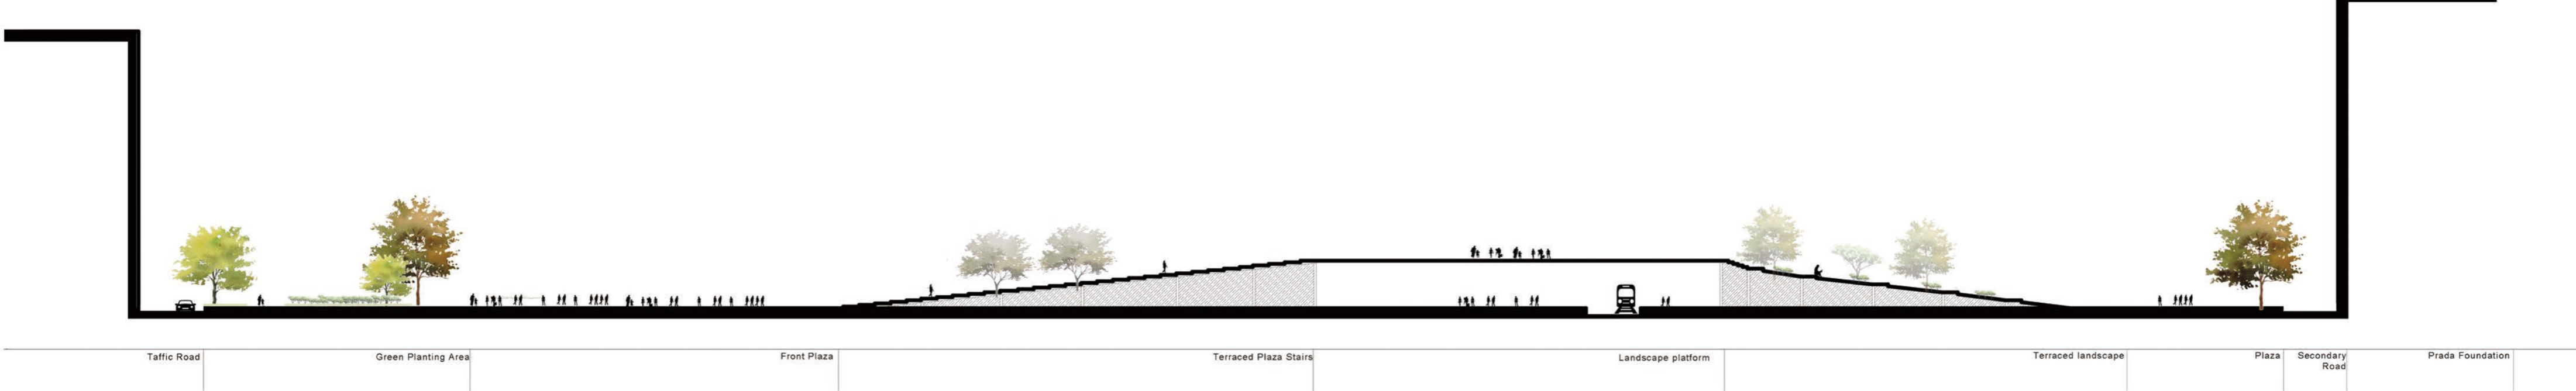 Taffic Road
Green Planting Area
Front Plaza
Terraced Plaza Stairs
Landscape platform
Terraced landscape
Plaza
Secondary
Road
Prada Foundation